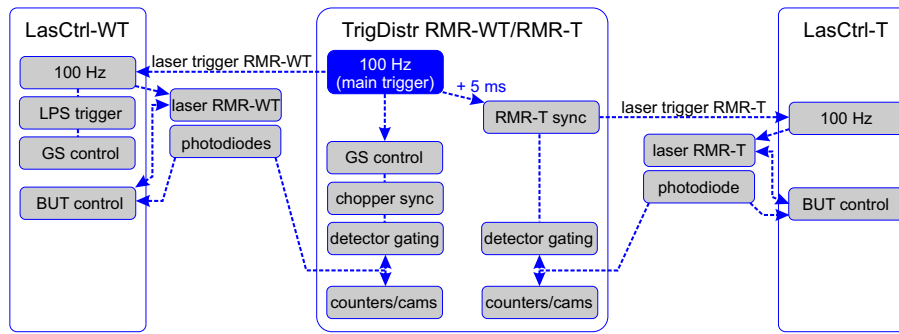 LasCtrl-WT
100 Hz
LPS trigger
GS control
BUT control
laser RMR-WT
photodiodes
laser trigger RMR-WT
TrigDistr RMR-WT/RMR-T
100 Hz
(main trigger)
+ 5 ms
RMR-T sync
GS control
chopper sync
detector gating
counters/cams
detector gating
counters/cams
laser trigger RMR-T
laser RMR-T
photodiode
LasCtrl-T
100 Hz
BUT control